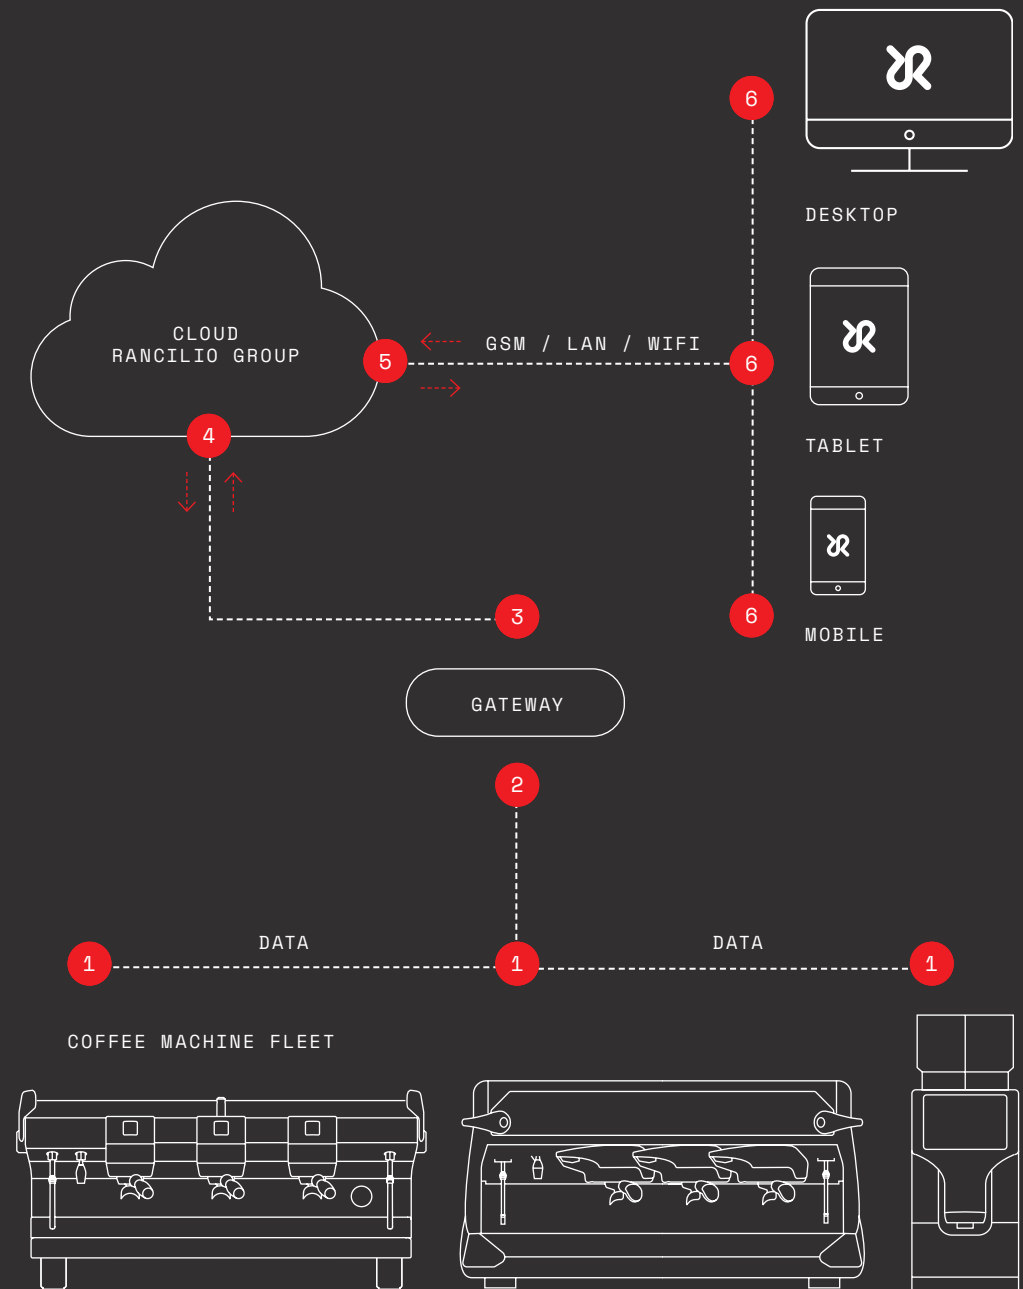 6
DESKTOP
CLOUD
RANCILIO GROUP
5
GSM / LAN / WIFI
6
4
TABLET
3
6
MOBILE
GATEWAY
2
DATA
DATA
1
1
1
COFFEE MACHINE FLEET